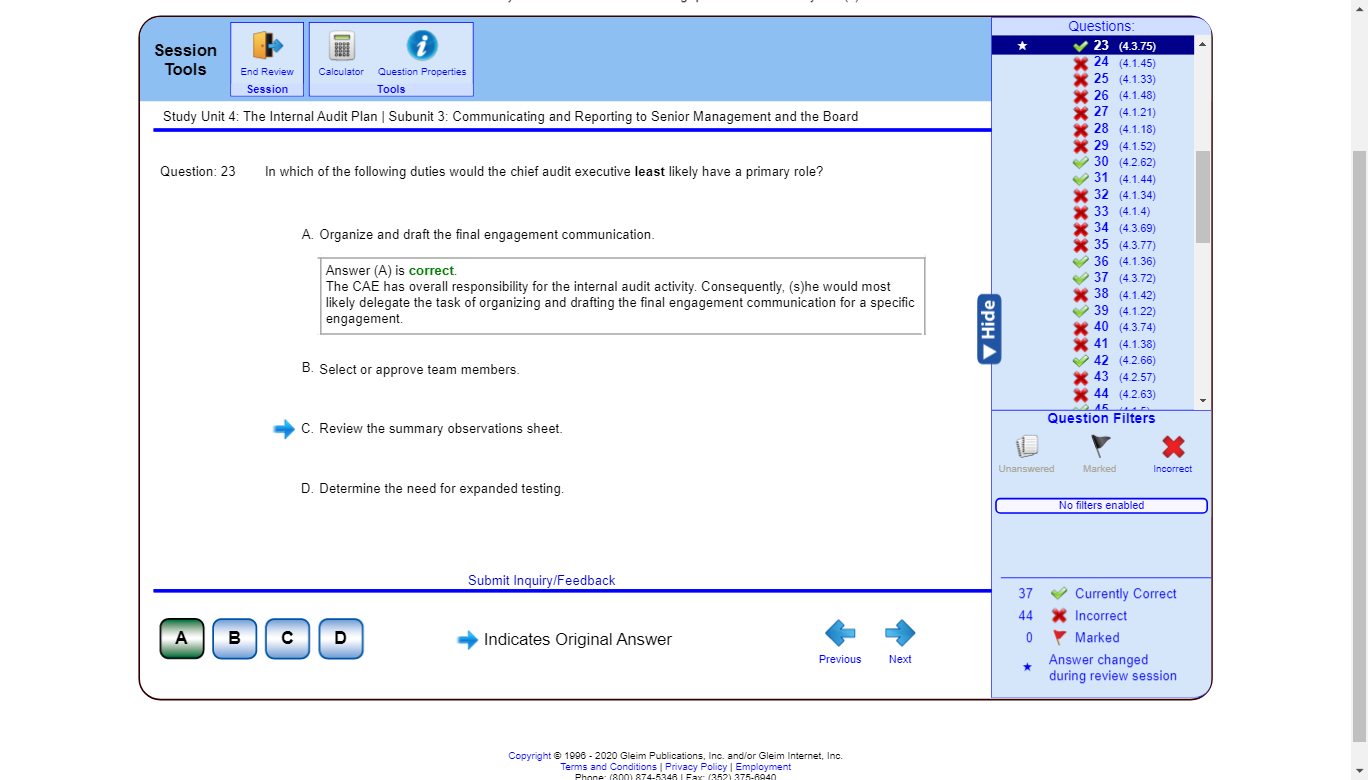 Session
Tools
End Review
Session
Calculator
Question Properties
Tools
Study Unit 4: The Internal Audit Plan | Subunit 3: Communicating and Reporting to Senior Management and the Board
Question: 23
In which of the following duties would the chief audit executive least likely have a primary role?
A. Organize and draft the final engagement communication.
Answer (A) is correct.
The CAE has overall responsibility for the internal audit activity. Consequently, (s)he would most
likely delegate the task of organizing and drafting the final engagement communication for a specific
engagement.
B. Select or approve team members.
C. Review the summary observations sheet.
D. Determine the need for expanded testing.
Submit Inquiry/Feedback
A
B
C
D
Indicates Original Answer
Previous
Next
Hide
Questions:
23 (4.3.75)
24 (4.1.45)
25 (4.1.33)
26 (4.1.48)
27 (4.1.21)
28 (4.1.18)
29 (4.1.52)
30 (4.2.62)
31 (4.1.44)
32 (4.1.34)
33 (4.1.4)
34 (4.3.69)
35 (4.3.77)
36 (4.1.36)
37 (4.3.72)
38 (4.1.42)
39 (4.1.22)
40 (4.3.74)
41 (4.1.38)
42 (4.2.66)
43 (4.2.57)
44 (4.2.63)
45
Question Filters
Unanswered
Marked
Incorrect
No filters enabled
37 Currently Correct
44 Incorrect
0 Marked
Answer changed
during review session
Copyright © 1996 - 2020 Gleim Publications, Inc. and/or Gleim Internet, Inc.
Terms and Conditions | Privacy Policy | Employment
Phone: (800) 874-5346 | Fax: (352) 375-6940